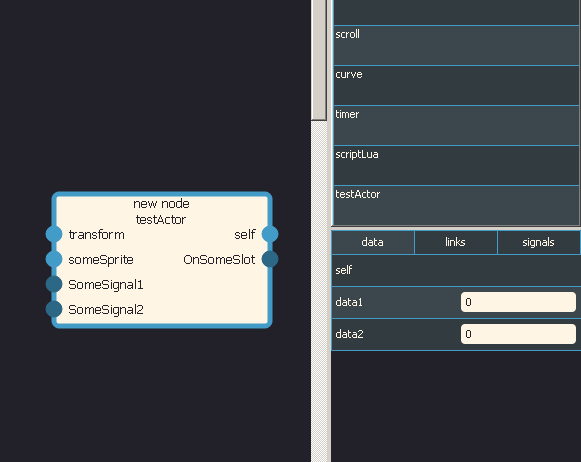 scroll
curve
timer
scriptLua
testActor
new node
testActor
transform self
someSprite OnSomeSlot
SomeSignal1
SomeSignal2
data links signals
self
data1 0
data2 0